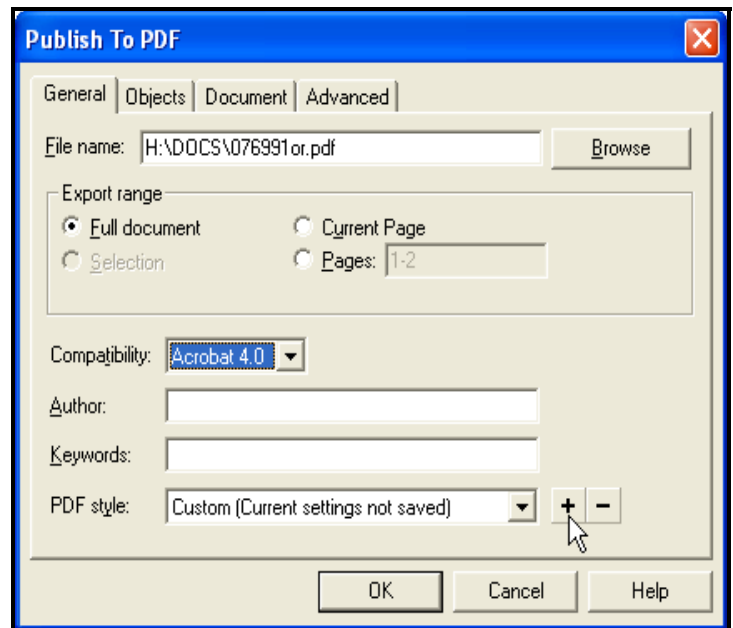 Publish To PDF
General Objects Document Advanced
File name: H:\DOCS\076991or.pdf Browse
Export range
Full document Current Page
Selection Pages: 1-2
Compatibility: Acrobat 4.0
Author:
Keywords:
PDF style: Custom (Current settings not saved) + −
OK Cancel Help